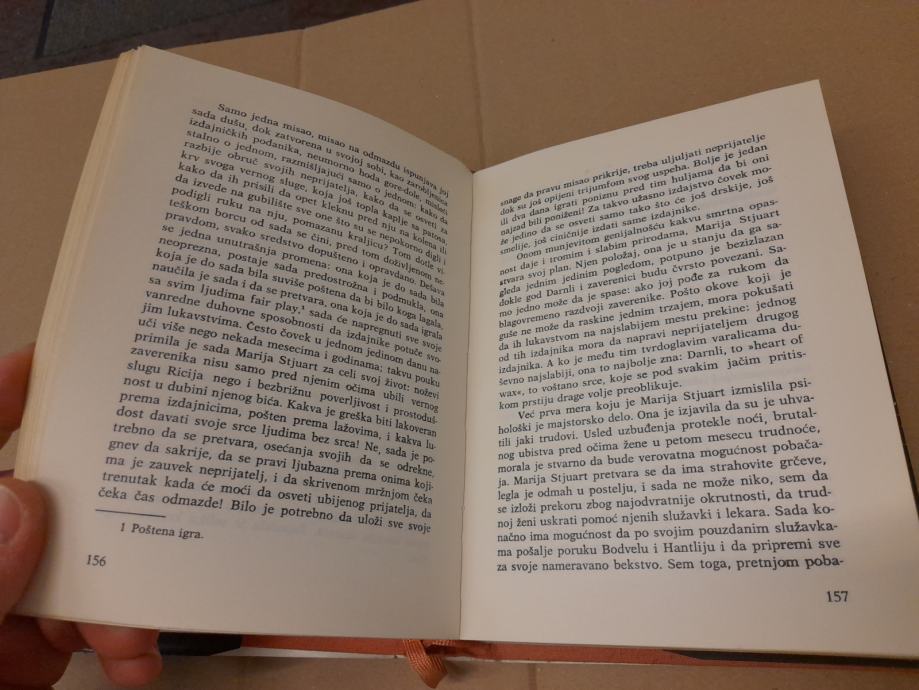 Samo jedna misao, misao na odmazdu ispunjava joj
sada dušu, dok zatvorena u svojoj sobi, kao zarobljenica
izdajničkih podanika, neumorno hoda gore-dole, misleći
stalno o jednom, razmišljajući samo o jednom: kako da
razbije obruč svojih neprijatelja, kako da se osveti za
krv svoga vernog sluge, koja još topla kaplje sa patosa,
kako da ih prisili da opet kleknu pred nju na kolena ili
da izvede na gubilište sve one što su se nepokorno digli i
podigli ruku na nju, pomazanu kraljicu? Tom dotle vi-
teškom borcu od sada se čini, pred tom doživljenom ne-
pravdom, svako sredstvo dopušteno i opravdano. Dešava
se jedna unutrašnja promena: ona koja je do sada bila
neoprezna, postaje sada predostrožna i podmukla, ona
koja je do sada bila suviše poštena da bi bilo koga lagala,
naučila je sada i da se pretvara, ona koja je do sada igrala
sa svim ljudima fair play,¹ sada će napregnuti sve svoje
vanredne duhovne sposobnosti da izdajnike potuče svo-
jim lukavstvima. Često čovek u jednom jedinom danu na-
uči više nego nekada mesecima i godinama; takvu pouku
primila je sada Marija Stjuart za celi svoj život: noževi
zaverenika nisu samo pred njenim očima ubili vernog
slugu Ricija nego i bezbrižnu poverljivost i prostoduš-
nost u dubini njenog bića. Kakva je greška biti lakoveran
prema izdajnicima, pošten prema lažovima, i kakva lu-
dost davati svoje srce ljudima bez srca! Ne, sada je po-
trebno da se pretvara, osećanja svojih da se odrekne,
gnev da sakrije, da se pravi ljubazna prema onima koji-
ma je zauvek neprijatelj, i da skrivenom mržnjom čeka
trenutak kada će moći da osveti ubijenog prijatelja, da
čeka čas odmazde! Bilo je potrebno da uloži sve svoje
1 Poštena igra.
156
snage da pravu misao prikrije, treba uljuljati neprijatelje
dok su još opijeni trijumfom svog uspeha. Bolje je jedan
ili dva dana igrati poniznu pred tim huljama da bi oni
najzad bili poniženi! Za takvo užasno izdajstvo čovek mo-
že jedino da se osveti samo tako što će još drskije, još
smelije, još ciničnije izdati same izdajnike.
Onom munjevitom genijalnošću kakvu smrtna opas-
nost daje i tromim i slabim prirodama, Marija Stjuart
stvara svoj plan. Njen položaj, ona je u stanju da ga sa-
gleda jednim jedinim pogledom, potpuno je bezizlazan
dokle god Darnli i zaverenici budu čvrsto povezani. Sa-
mo jedno može da je spase: ako joj pođe za rukom da
blagovremeno razdvoji zaverenike. Pošto okove koji je
guše ne može da raskine jednim trzajem, mora pokušati
da ih lukavstvom na najslabijem mestu prekine: jednog
od tih izdajnika mora da napravi neprijateljem drugog
izdajnika. A ko je među tim tvrdoglavim varalicama du-
ševno najslabiji, ona to najbolje zna: Darnli, to »heart of
wax«, to voštano srce, koje se pod svakim jačim pritis-
kom prstiju drage volje preoblikuje.
Već prva mera koju je Marija Stjuart izmislila psi-
hološki je majstorsko delo. Ona je izjavila da su je uhva-
tili jaki trudovi. Usled uzbuđenja protekle noći, brutal-
nog ubistva pred očima žene u petom mesecu trudnoće,
morala je stvarno da bude verovatna mogućnost pobača-
ja. Marija Stjuart pretvara se da ima strahovite grčeve,
legla je odmah u postelju, i sada ne može niko, sem da
se izloži prekoru zbog najodvratnije okrutnosti, da trud-
noj ženi uskrati pomoć njenih služavki i lekara. Sada ko-
načno ima mogućnost da po svojim pouzdanim služavka-
ma pošalje poruku Bodvelu i Hantliju i da pripremi sve
za svoje nameravano bekstvo. Sem toga, pretnjom poba-
157